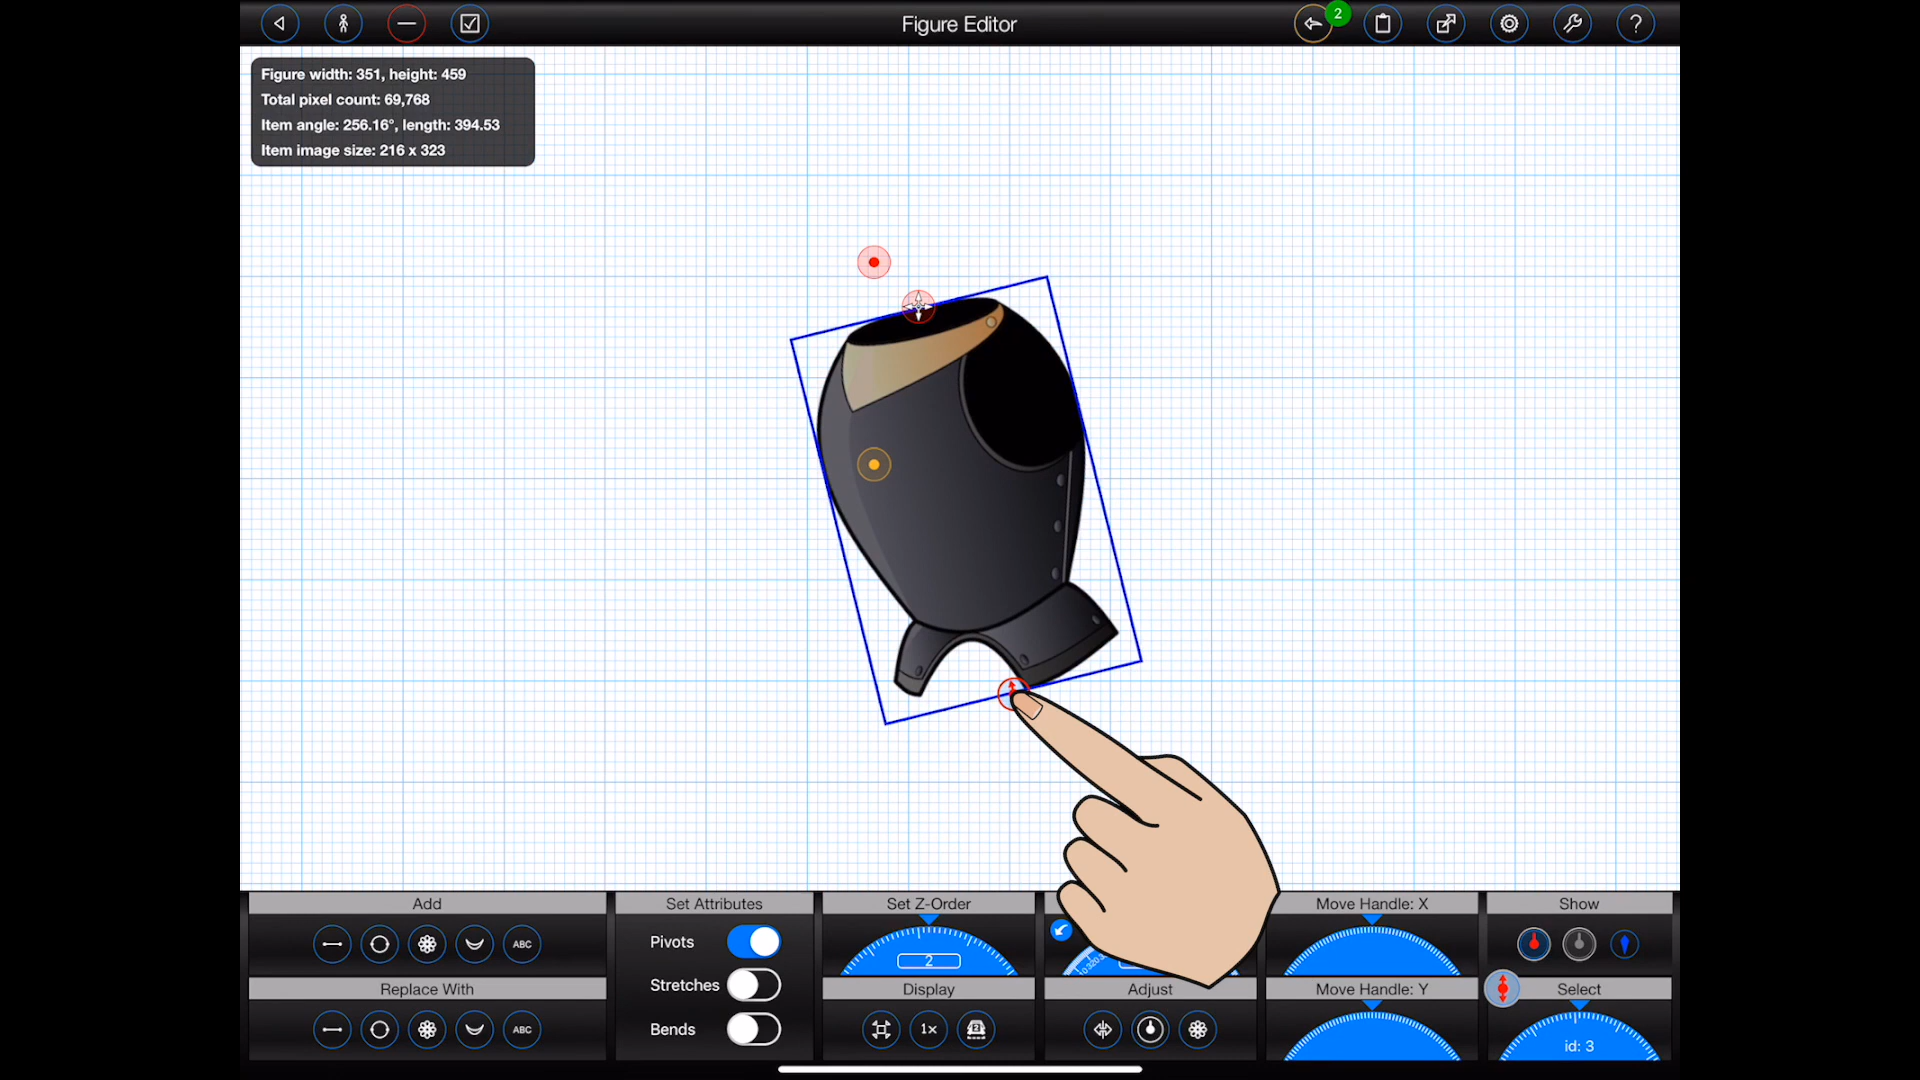 Figure Editor
2
?
Figure width: 351, height: 459
Total pixel count: 69,768
Item angle: 256.16°, length: 394.53
Item image size: 216 x 323
Add
Set Attributes
Set Z-Order
Move Handle: X
Show
ABC
Pivots
2
Replace With
Stretches
Display
Adjust
Move Handle: Y
Select
ABC
Bends
1×
id: 3